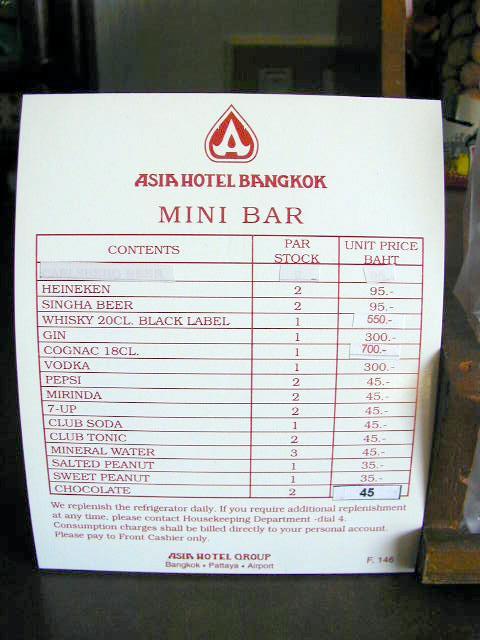 ASIA HOTEL BANGKOK
MINI BAR
CONTENTS PAR STOCK UNIT PRICE BAHT
CARLSBERG BEER 2 95.-
HEINEKEN 2 95.-
SINGHA BEER 2 95.-
WHISKY 20CL. BLACK LABEL 1 550.-
GIN 1 300.-
COGNAC 18CL. 1 700.-
VODKA 1 300.-
PEPSI 2 45.-
MIRINDA 2 45.-
7-UP 2 45.-
CLUB SODA 1 45.-
CLUB TONIC 2 45.-
MINERAL WATER 3 45.-
SALTED PEANUT 1 35.-
SWEET PEANUT 1 35.-
CHOCOLATE 2 45
We replenish the refrigerator daily. If you require additional replenishment
at any time, please contact Housekeeping Department -dial 4.
Consumption charges shall be billed directly to your personal account.
Please pay to Front Cashier only.
ASIA HOTEL GROUP
Bangkok • Pattaya • Airport
F. 146